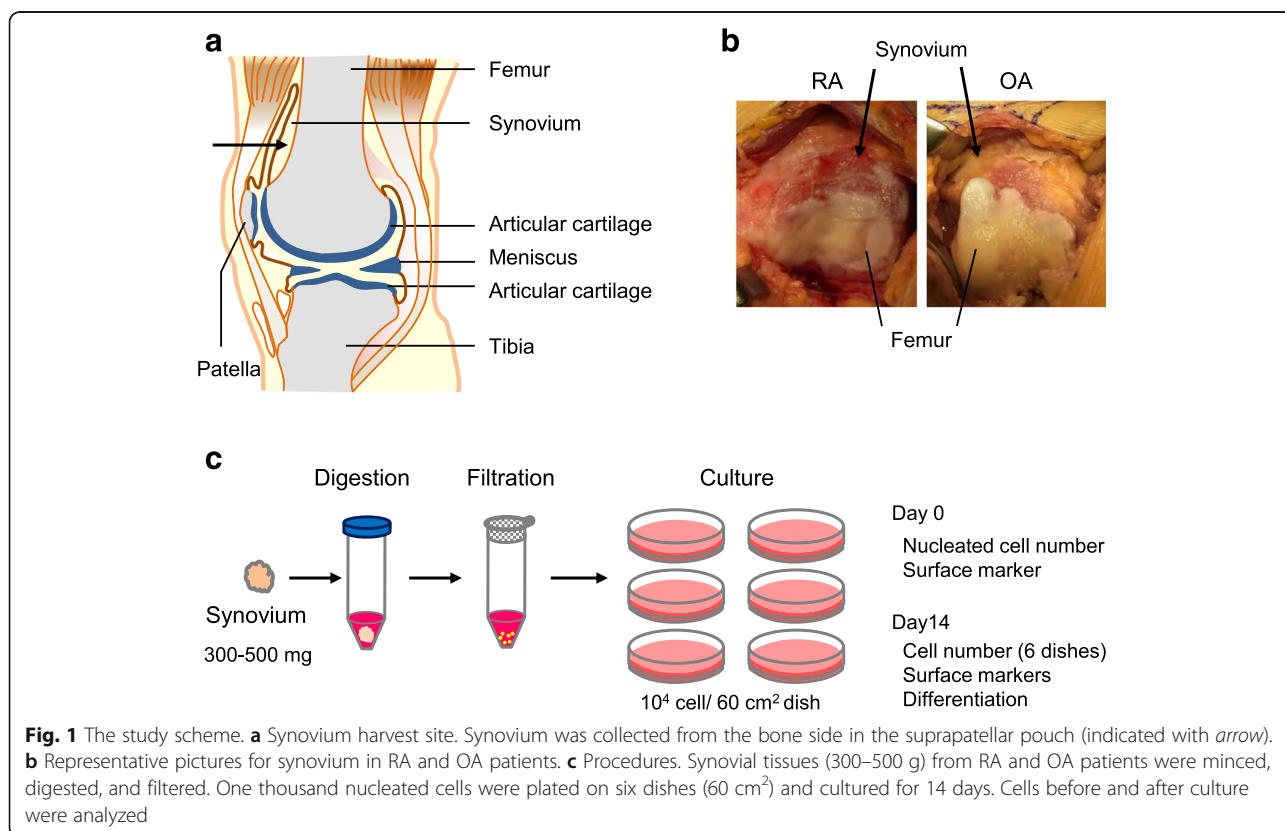 a
Femur
Synovium
Articular cartilage
Meniscus
Articular cartilage
Tibia
Patella
b
Synovium
RA
OA
Femur
c
Digestion
Filtration
Culture
Synovium
300-500 mg
10⁴ cell/ 60 cm² dish
Day 0
Nucleated cell number
Surface marker
Day14
Cell number (6 dishes)
Surface markers
Differentiation
Fig. 1 The study scheme. a Synovium harvest site. Synovium was collected from the bone side in the suprapatellar pouch (indicated with arrow).
b Representative pictures for synovium in RA and OA patients. c Procedures. Synovial tissues (300–500 g) from RA and OA patients were minced,
digested, and filtered. One thousand nucleated cells were plated on six dishes (60 cm²) and cultured for 14 days. Cells before and after culture
were analyzed